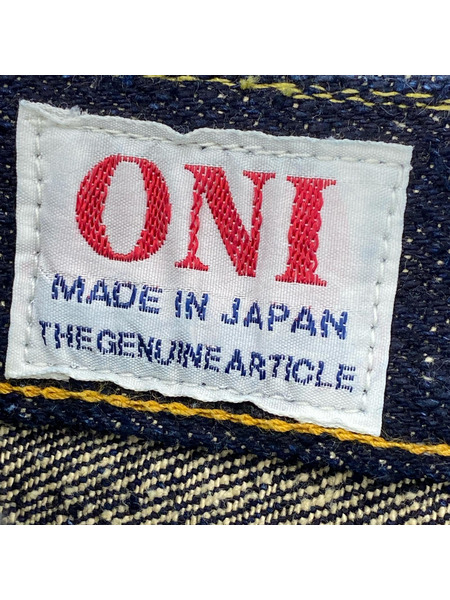 ONI
MADE IN JAPAN
THE GENUINE ARTICLE